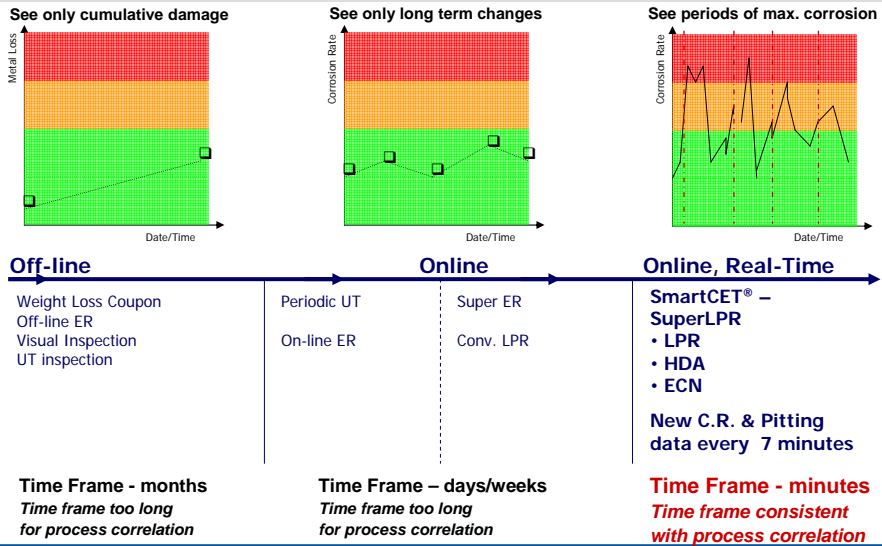 See only cumulative damage
Metal Loss
Date/Time
See only long term changes
Corrosion Rate
Date/Time
See periods of max. corrosion
Corrosion Rate
Date/Time
Off-line
Online
Online, Real-Time
Weight Loss Coupon
Off-line ER
Visual Inspection
UT inspection
Periodic UT
On-line ER
Super ER
Conv. LPR
SmartCET® –
SuperLPR
• LPR
• HDA
• ECN
New C.R. & Pitting
data every 7 minutes
Time Frame - months
Time frame too long
for process correlation
Time Frame – days/weeks
Time frame too long
for process correlation
Time Frame - minutes
Time frame consistent
with process correlation